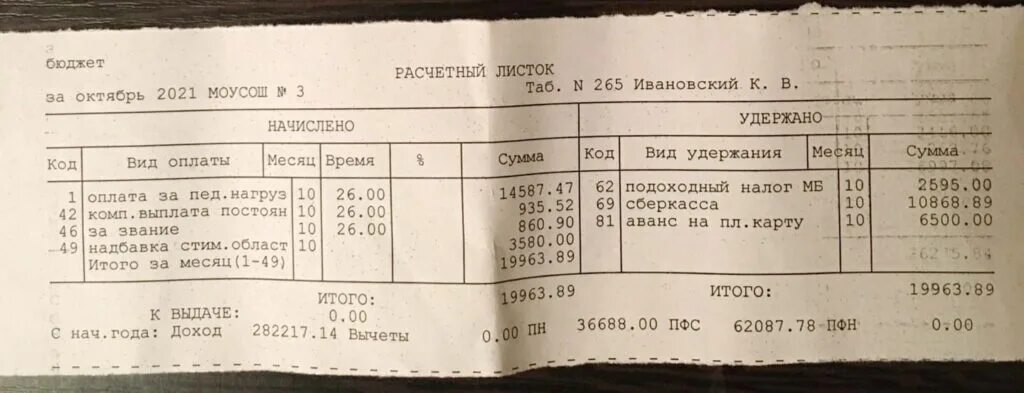 бюджет
РАСЧЕТНЫЙ ЛИСТОК
за октябрь 2021 МОУСОШ № 3 Таб. N 265 Ивановский К. В.
НАЧИСЛЕНО УДЕРЖАНО
Код Вид оплаты Месяц Время % Сумма Код Вид удержания Месяц Сумма
1 оплата за пед.нагруз 10 26.00 14587.47 62 подоходный налог МБ 10 2595.00
42 комп.выплата постоян 10 26.00 935.52 69 сберкасса 10 10868.89
46 за звание 10 26.00 860.90 81 аванс на пл.карту 10 6500.00
49 надбавка стим.област 10 3580.00
Итого за месяц(1-49) 19963.89
ИТОГО: 19963.89 ИТОГО: 19963.89
К ВЫДАЧЕ: 0.00
С нач.года: Доход 282217.14 Вычеты 0.00 ПН 36688.00 ПФС 62087.78 ПФН 0.00